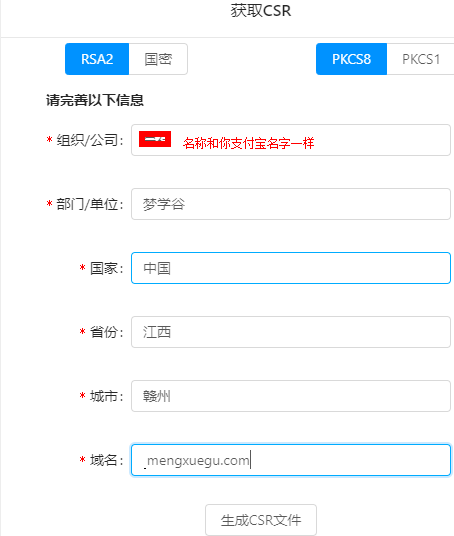 获取CSR
RSA2 国密 PKCS8 PKCS1
请完善以下信息
* 组织/公司: 名称和你支付宝名字一样
* 部门/单位: 梦学谷
* 国家: 中国
* 省份: 江西
* 城市: 赣州
* 域名: mengxuegu.com
生成CSR文件